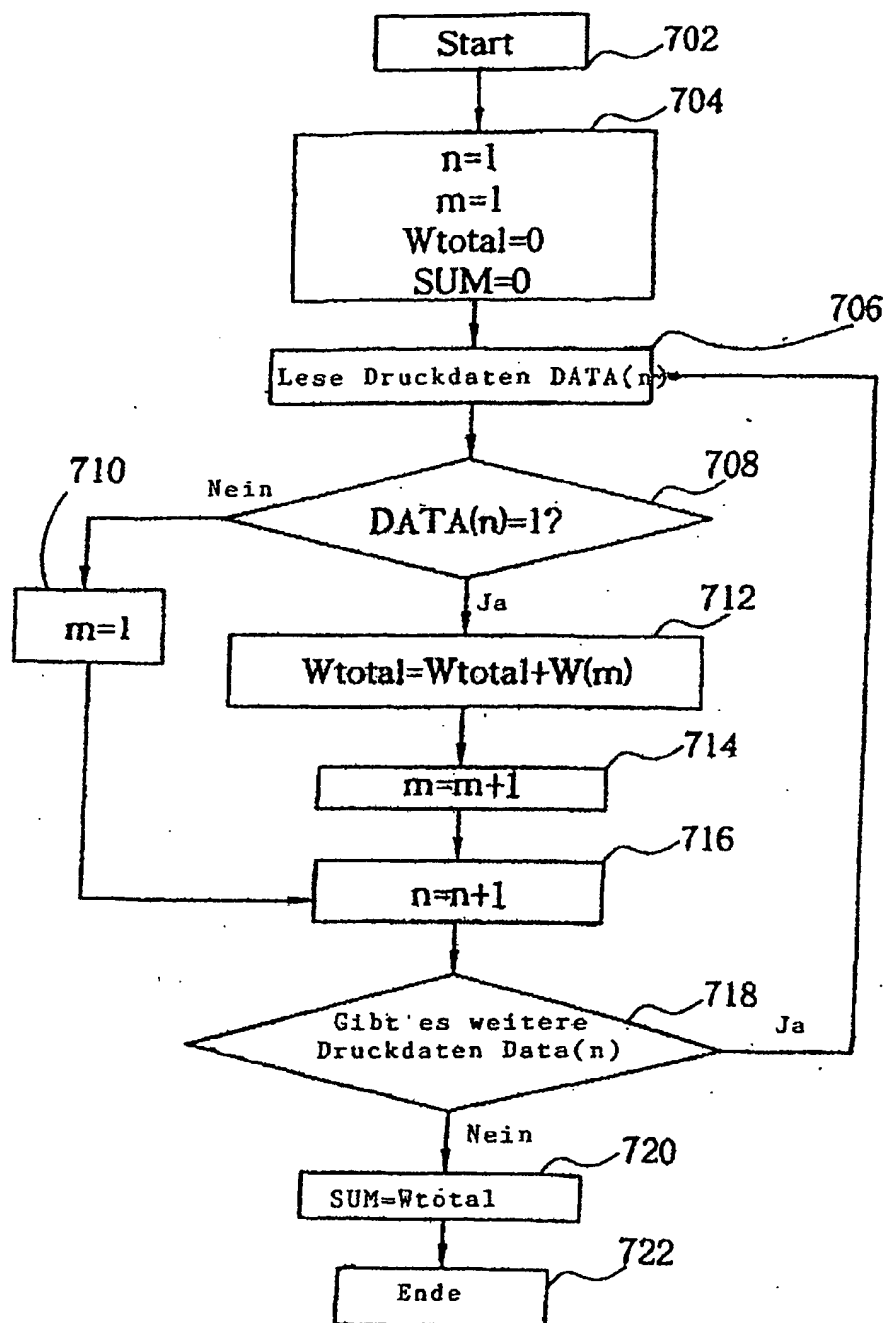 Start
702
704
n=1
m=1
Wtotal=0
SUM=0
706
Lese Druckdaten DATA(n)
708
710
Nein
DATA(n)=1?
Ja
712
m=1
Wtotal=Wtotal+W(m)
714
m=m+1
716
n=n+1
718
Gibt es weitere
Druckdaten Data(n)
Ja
Nein
720
SUM=Wtotal
722
Ende